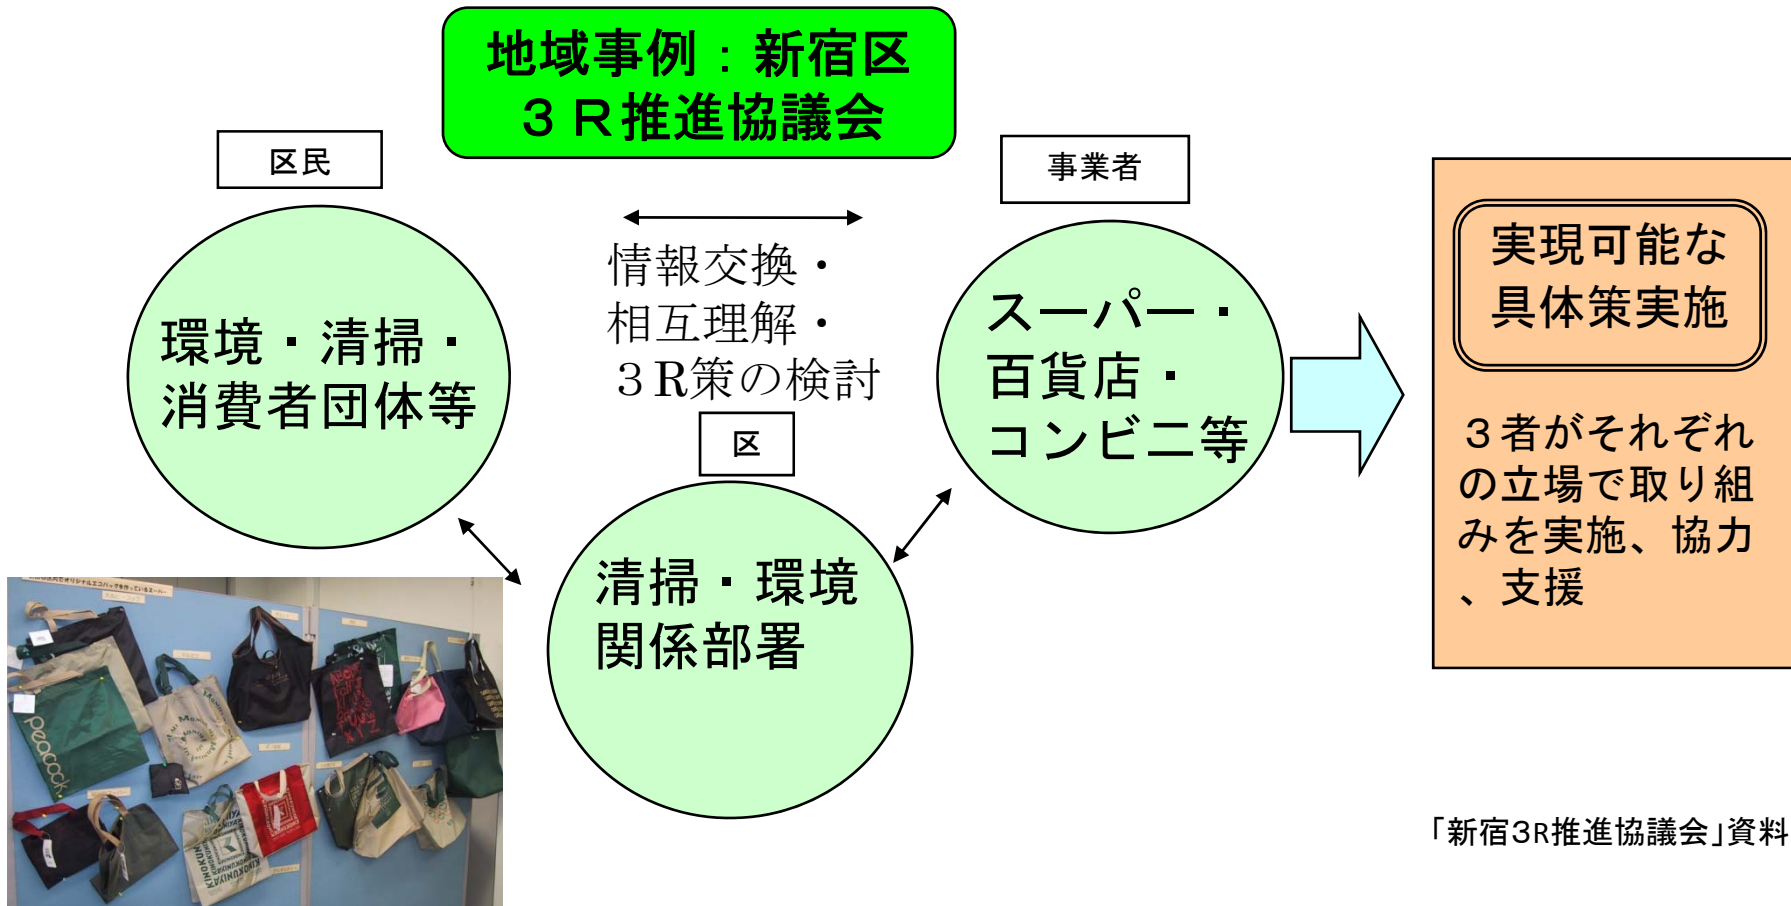 地域事例：新宿区
３Ｒ推進協議会
区民
事業者
環境・清掃・
消費者団体等
情報交換・
相互理解・
３R策の検討
スーパー・
百貨店・
コンビニ等
区
清掃・環境
関係部署
実現可能な
具体策実施
３者がそれぞれ
の立場で取り組
みを実施、協力
、支援
peacock
「新宿3R推進協議会」資料